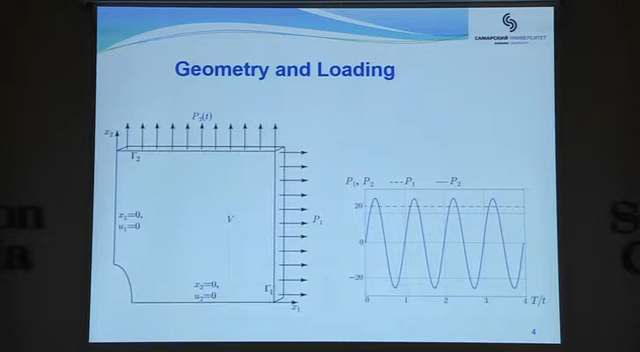 САМАРСКИЙ УНИВЕРСИТЕТ
Geometry and Loading
P₂(t)
x₂
Γ₂
x₁=0,
u₁=0
V
P₁
x₂=0,
u₂=0
Γ₁
x₁
P₁, P₂ P₁ P₂
20
0
−20
0 1 2 3 4 T/t
4